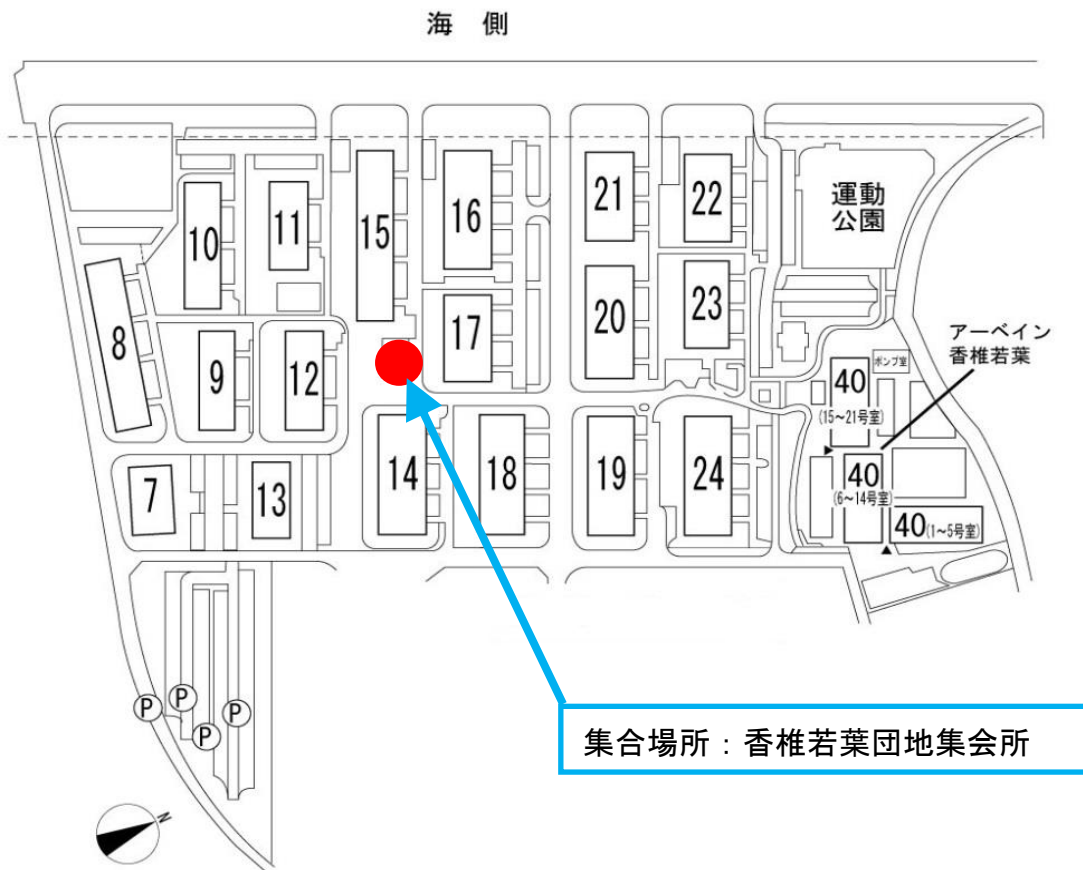 海 側
10
11
15
16
21
22
運動
公園
8
9
12
17
20
23
アーベイン
香椎若葉
ポンプ室
40
(15~21号室)
7
13
14
18
19
24
40
(6~14号室)
40(1~5号室)
P
P
P
P
集合場所：香椎若葉団地集会所
N